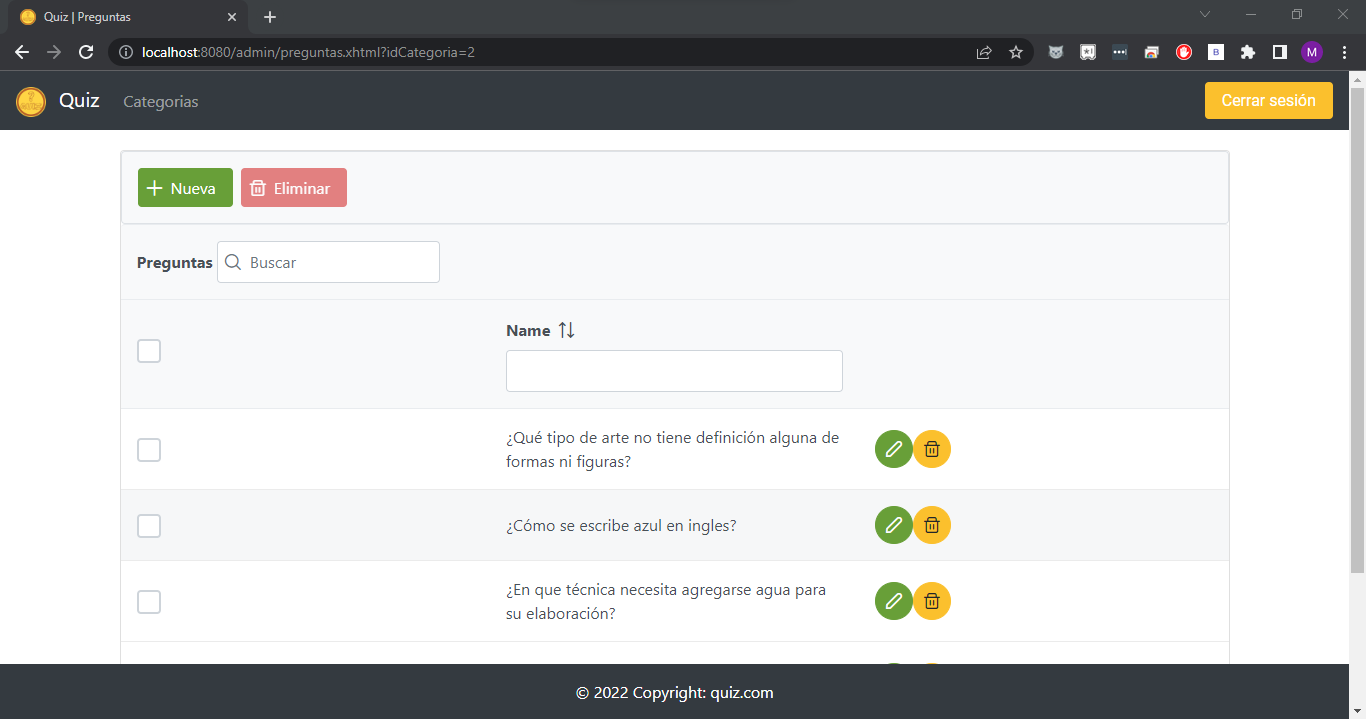 Quiz | Preguntas
localhost:8080/admin/preguntas.xhtml?idCategoria=2
M
Quiz Categorias
Cerrar sesión
Nueva Eliminar
Preguntas Buscar
Name
¿Qué tipo de arte no tiene definición alguna de
formas ni figuras?
¿Cómo se escribe azul en ingles?
¿En que técnica necesita agregarse agua para
su elaboración?
© 2022 Copyright: quiz.com